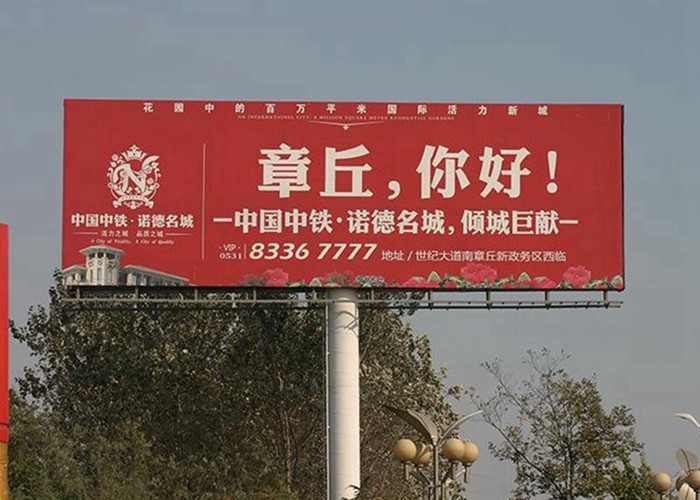 花园中的百万平米国际活力新城
AN INTERNATIONAL CITY, A MILLION SQUARE METRE RESIDENTIAL GARDENS
N
中国中铁·诺德名城
活力之城 品质之城
A City of Vitality, A City of Quality
章丘，你好！
中国中铁·诺德名城，倾城巨献
·VIP·
0531 8336 7777 地址/世纪大道南章丘新政务区西临